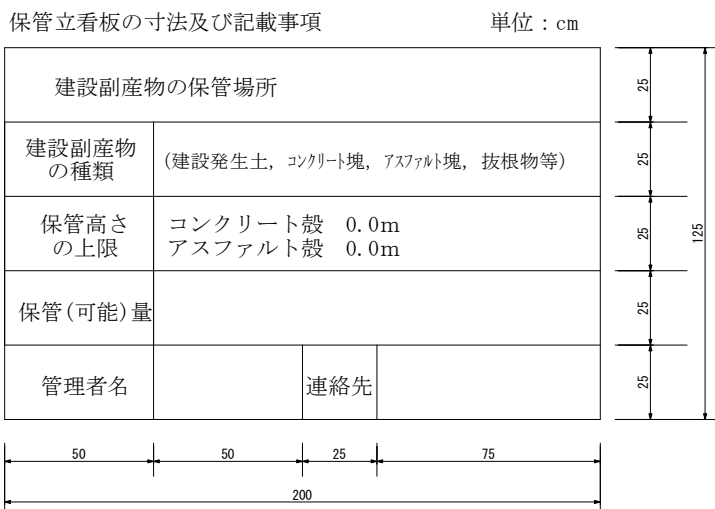 保管立看板の寸法及び記載事項 単位：cm
建設副産物の保管場所
建設副産物
の種類
(建設発生土, ｺﾝｸﾘｰﾄ塊, ｱｽﾌｧﾙﾄ塊, 抜根物等)
保管高さ
の上限
コンクリート殻 0.0m
アスファルト殻 0.0m
保管(可能)量
管理者名
連絡先
25
25
25
25
25
125
50 50 25 75
200